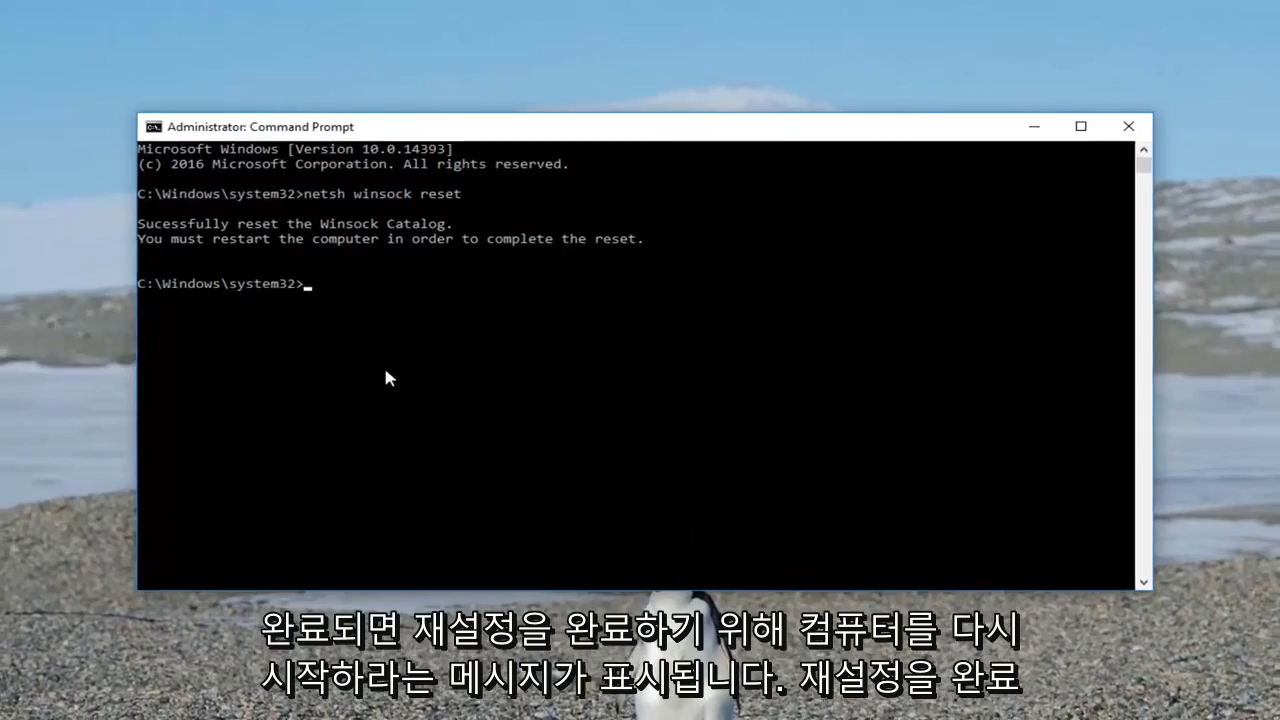 Administrator: Command Prompt
Microsoft Windows [Version 10.0.14393]
(c) 2016 Microsoft Corporation. All rights reserved.
C:\Windows\system32>netsh winsock reset
Sucessfully reset the Winsock Catalog.
You must restart the computer in order to complete the reset.
C:\Windows\system32>
완료되면 재설정을 완료하기 위해 컴퓨터를 다시
시작하라는 메시지가 표시됩니다. 재설정을 완료